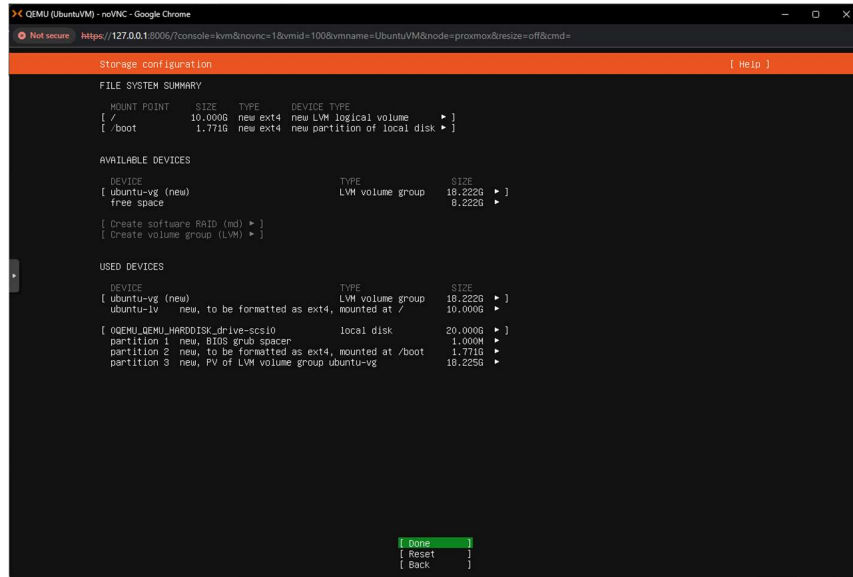 QEMU (UbuntuVM) - noVNC - Google Chrome
Not secure https://127.0.0.1:8006/?console=kvm&novnc=1&vmid=100&vmname=UbuntuVM&node=proxmox&resize=off&cmd=
Storage configuration [ Help ]
FILE SYSTEM SUMMARY
MOUNT POINT SIZE TYPE DEVICE TYPE
[ / 10.000G new ext4 new LVM logical volume ▸ ]
[ /boot 1.771G new ext4 new partition of local disk ▸ ]
AVAILABLE DEVICES
DEVICE TYPE SIZE
[ ubuntu-vg (new) LVM volume group 18.222G ▸ ]
free space 8.222G ▸
[ Create software RAID (md) ▸ ]
[ Create volume group (LVM) ▸ ]
USED DEVICES
DEVICE TYPE SIZE
[ ubuntu-vg (new) LVM volume group 18.222G ▸ ]
ubuntu-lv new, to be formatted as ext4, mounted at / 10.000G ▸
[ 0QEMU_QEMU_HARDDISK_drive-scsi0 local disk 20.000G ▸ ]
partition 1 new, BIOS grub spacer 1.000M ▸
partition 2 new, to be formatted as ext4, mounted at /boot 1.771G ▸
partition 3 new, PV of LVM volume group ubuntu-vg 18.225G ▸
[ Done ]
[ Reset ]
[ Back ]